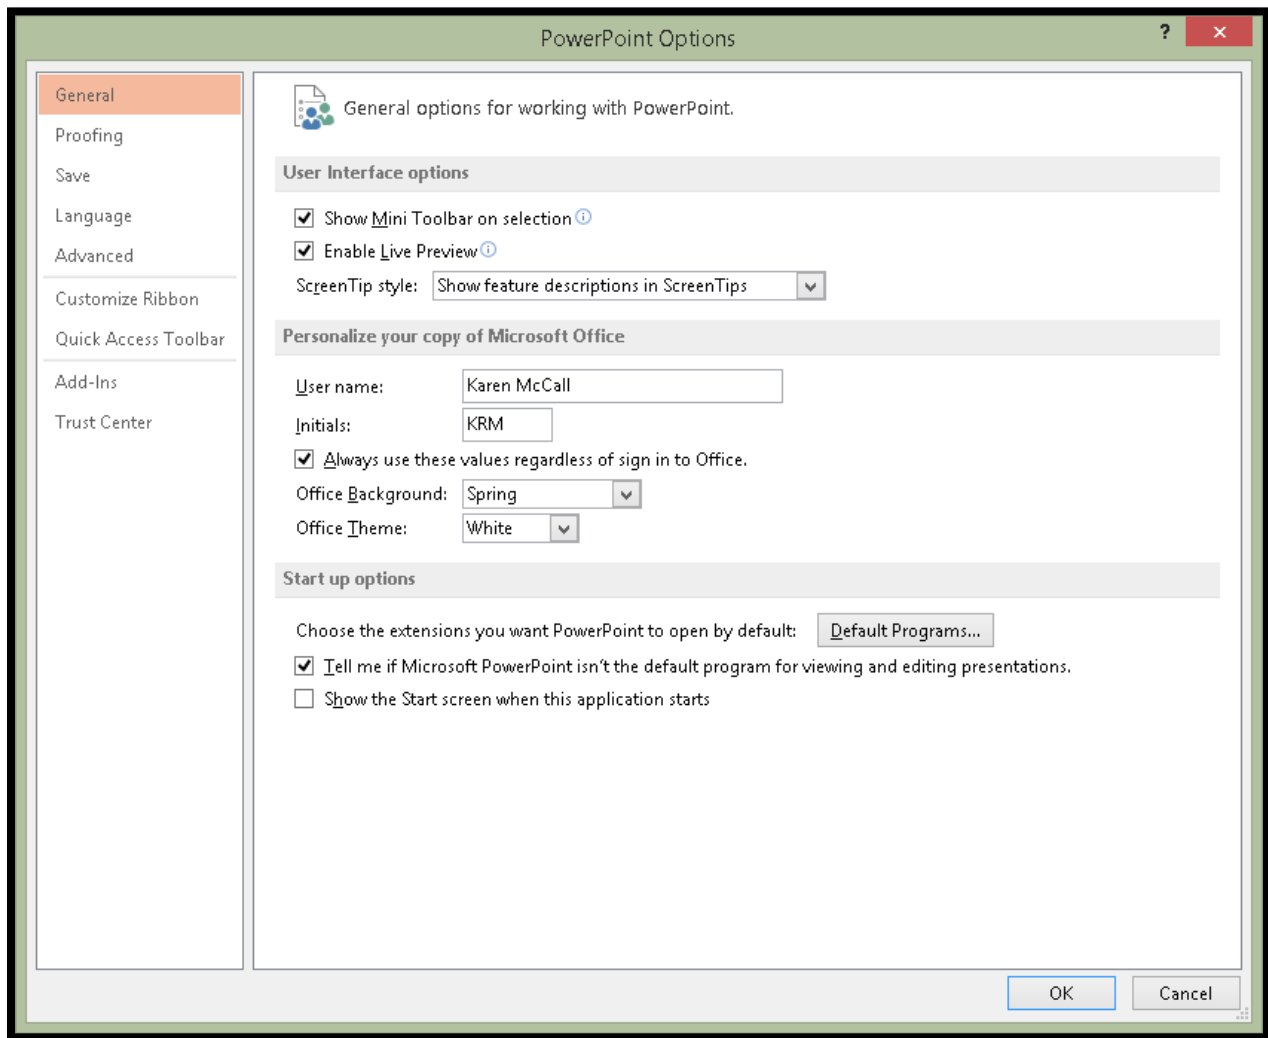 PowerPoint Options
?
General
Proofing
Save
Language
Advanced
Customize Ribbon
Quick Access Toolbar
Add-Ins
Trust Center
General options for working with PowerPoint.
User Interface options
Show Mini Toolbar on selection
Enable Live Preview
ScreenTip style: Show feature descriptions in ScreenTips
Personalize your copy of Microsoft Office
User name: Karen McCall
Initials: KRM
Always use these values regardless of sign in to Office.
Office Background: Spring
Office Theme: White
Start up options
Choose the extensions you want PowerPoint to open by default: Default Programs...
Tell me if Microsoft PowerPoint isn't the default program for viewing and editing presentations.
Show the Start screen when this application starts
OK Cancel